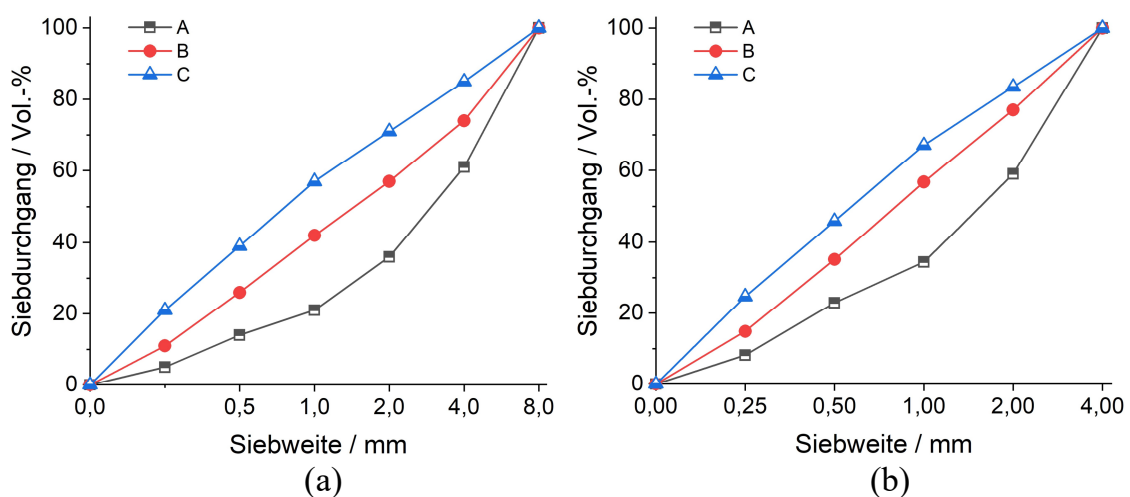 100
80
60
40
20
0
Siebdurchgang / Vol.-%
A
B
C
0,0
0,5
1,0
2,0
4,0
8,0
Siebweite / mm
(a)
100
80
60
40
20
0
Siebdurchgang / Vol.-%
A
B
C
0,00
0,25
0,50
1,00
2,00
4,00
Siebweite / mm
(b)